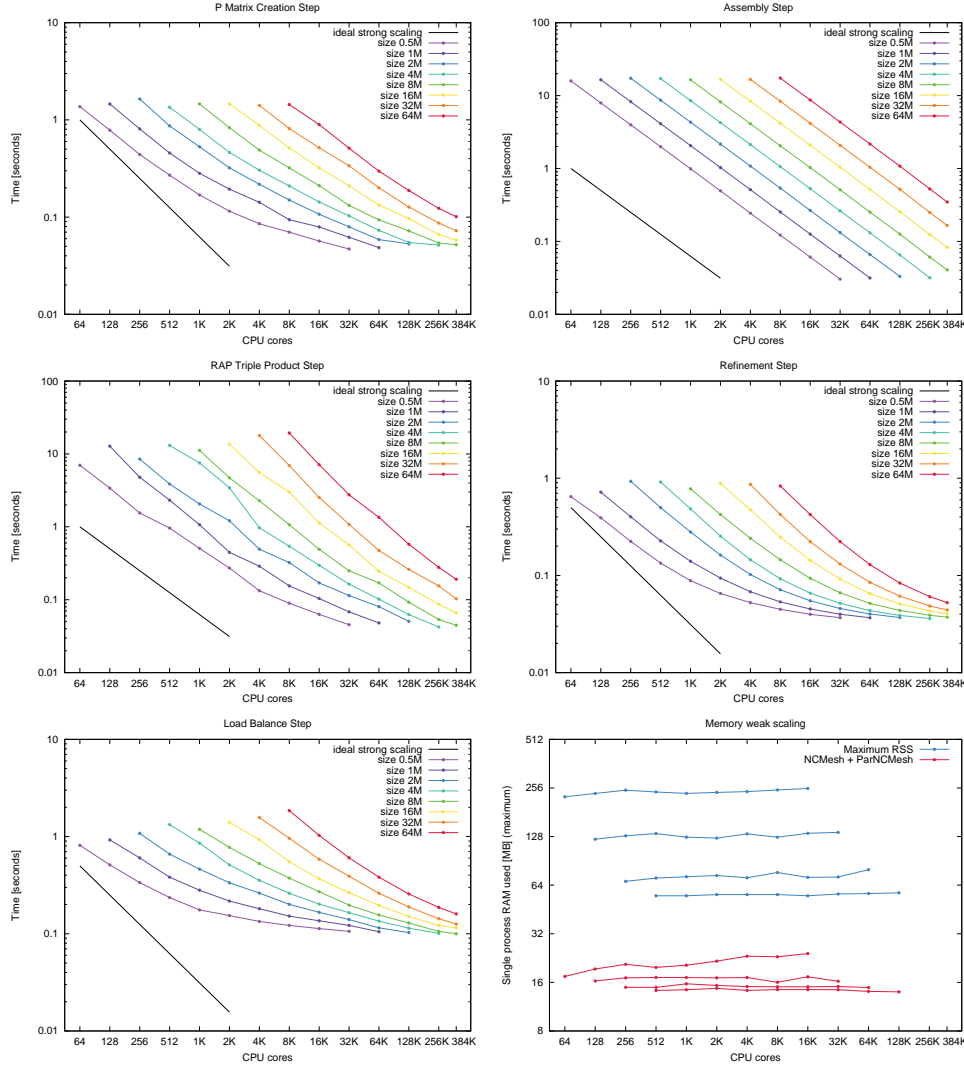 P Matrix Creation Step
10
1
0.1
0.01
Time [seconds]
ideal strong scaling
size 0.5M
size 1M
size 2M
size 4M
size 8M
size 16M
size 32M
size 64M
64 128 256 512 1K 2K 4K 8K 16K 32K 64K 128K 256K 384K
CPU cores
Assembly Step
100
10
1
0.1
0.01
Time [seconds]
ideal strong scaling
size 0.5M
size 1M
size 2M
size 4M
size 8M
size 16M
size 32M
size 64M
64 128 256 512 1K 2K 4K 8K 16K 32K 64K 128K 256K 384K
CPU cores
RAP Triple Product Step
100
10
1
0.1
0.01
Time [seconds]
ideal strong scaling
size 0.5M
size 1M
size 2M
size 4M
size 8M
size 16M
size 32M
size 64M
64 128 256 512 1K 2K 4K 8K 16K 32K 64K 128K 256K 384K
CPU cores
Refinement Step
10
1
0.1
0.01
Time [seconds]
ideal strong scaling
size 0.5M
size 1M
size 2M
size 4M
size 8M
size 16M
size 32M
size 64M
64 128 256 512 1K 2K 4K 8K 16K 32K 64K 128K 256K 384K
CPU cores
Load Balance Step
10
1
0.1
0.01
Time [seconds]
ideal strong scaling
size 0.5M
size 1M
size 2M
size 4M
size 8M
size 16M
size 32M
size 64M
64 128 256 512 1K 2K 4K 8K 16K 32K 64K 128K 256K 384K
CPU cores
Memory weak scaling
512
256
128
64
32
16
8
Single process RAM used [MB] (maximum)
Maximum RSS
NCMesh + ParNCMesh
64 128 256 512 1K 2K 4K 8K 16K 32K 64K 128K 256K 384K
CPU cores